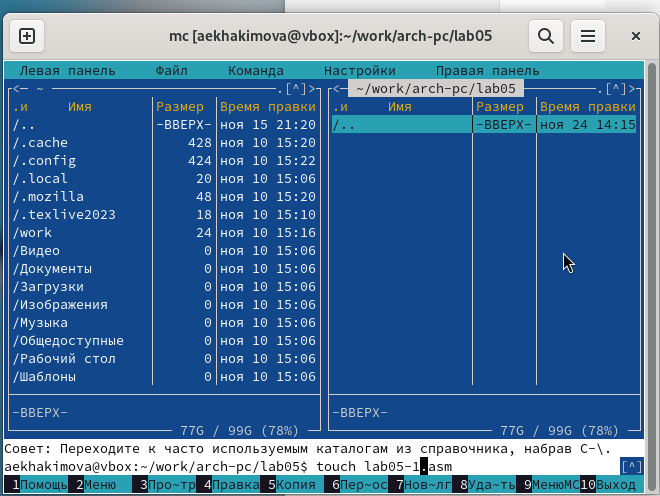 mc [aekhakimova@vbox]:~/work/arch-pc/lab05
Левая панель Файл Команда Настройки Правая панель
<─ ~ ─.[^]>
.и Имя Размер Время правки
/.. -ВВЕРХ- ноя 15 21:20
/.cache 428 ноя 10 15:20
/.config 424 ноя 10 15:22
/.local 20 ноя 10 15:06
/.mozilla 48 ноя 10 15:20
/.texlive2023 18 ноя 10 15:10
/work 24 ноя 10 15:16
/Видео 0 ноя 10 15:06
/Документы 0 ноя 10 15:06
/Загрузки 0 ноя 10 15:06
/Изображения 0 ноя 10 15:06
/Музыка 0 ноя 10 15:06
/Общедоступные 0 ноя 10 15:06
/Рабочий стол 0 ноя 10 15:06
/Шаблоны 0 ноя 10 15:06
-ВВЕРХ-
77G / 99G (78%)
<─ ~/work/arch-pc/lab05 ─.[^]>
.и Имя Размер Время правки
/.. -ВВЕРХ- ноя 24 14:15
-ВВЕРХ-
77G / 99G (78%)
Совет: Переходите к часто используемым каталогам из справочника, набрав C-\.
aekhakimova@vbox:~/work/arch-pc/lab05$ touch lab05-1.asm [^]
1Помощь 2Меню 3Про~тр 4Правка 5Копия 6Пер~ос 7Нов~лг 8Уда~ть 9МенюMC 10Выход